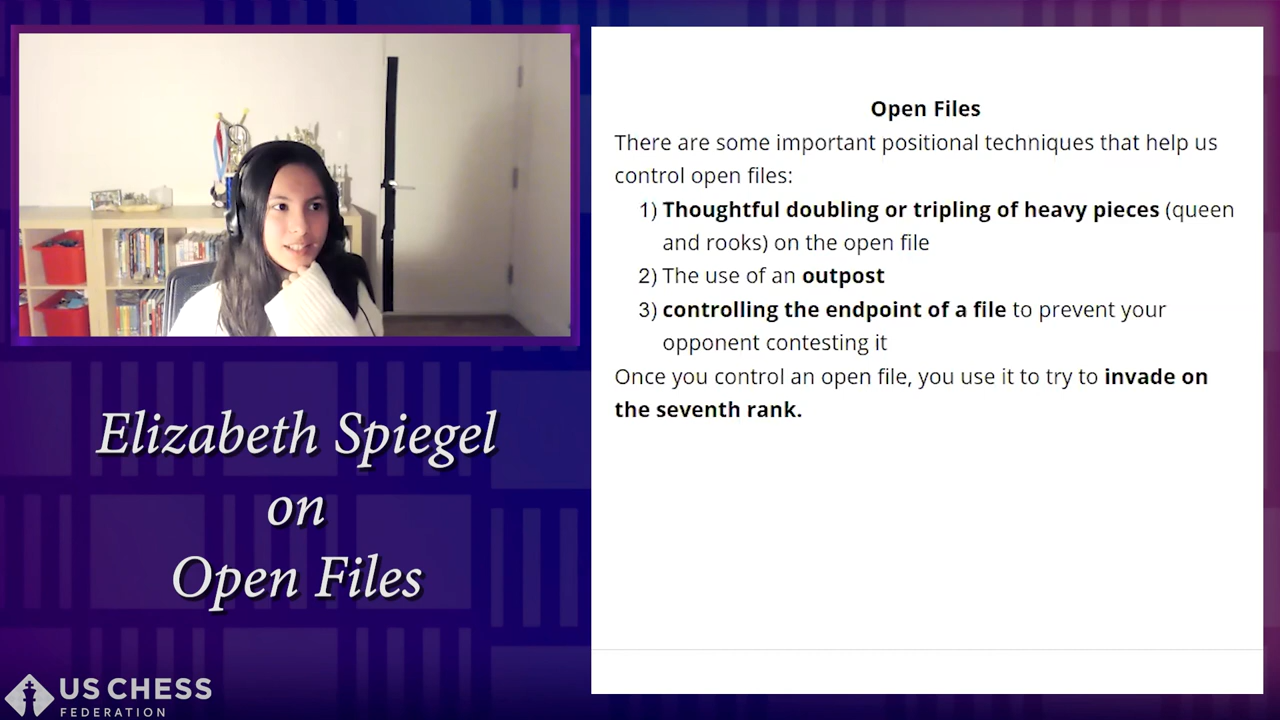 Open Files
There are some important positional techniques that help us
control open files:
1) Thoughtful doubling or tripling of heavy pieces (queen
and rooks) on the open file
2) The use of an outpost
3) controlling the endpoint of a file to prevent your
opponent contesting it
Once you control an open file, you use it to try to invade on
the seventh rank.
Elizabeth Spiegel
on
Open Files
US CHESS
FEDERATION